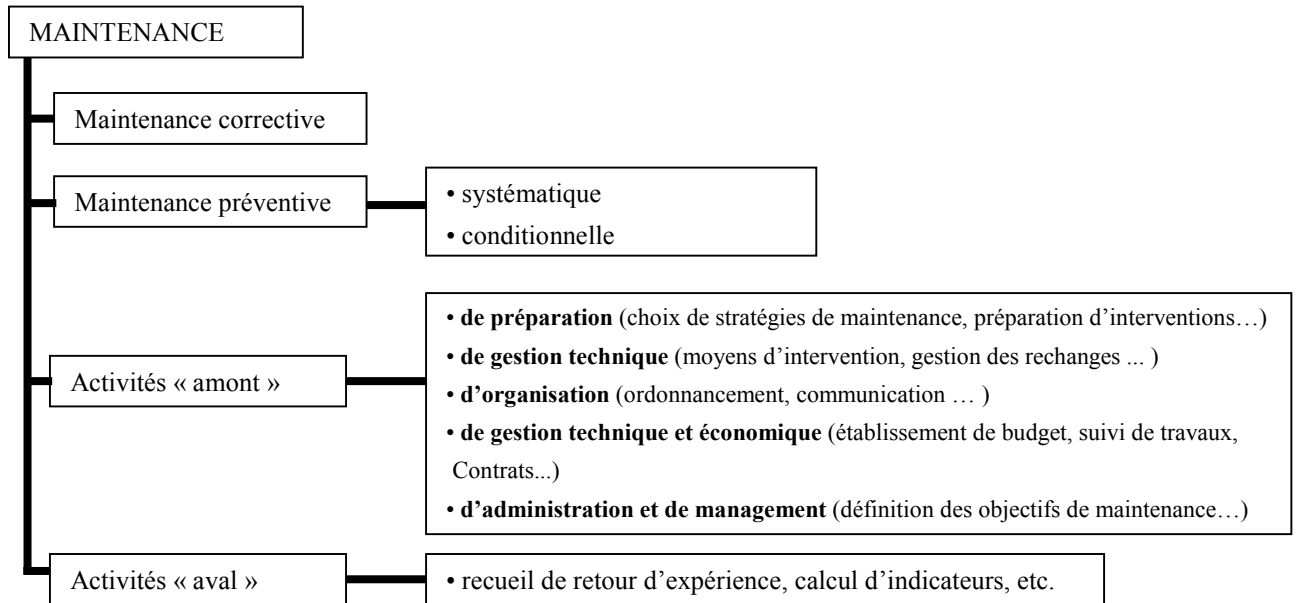 MAINTENANCE
Maintenance corrective
Maintenance préventive
• systématique
• conditionnelle
Activités « amont »
• de préparation (choix de stratégies de maintenance, préparation d’interventions…)
• de gestion technique (moyens d’intervention, gestion des rechanges ... )
• d’organisation (ordonnancement, communication … )
• de gestion technique et économique (établissement de budget, suivi de travaux,
Contrats...)
• d’administration et de management (définition des objectifs de maintenance…)
Activités « aval »
• recueil de retour d’expérience, calcul d’indicateurs, etc.